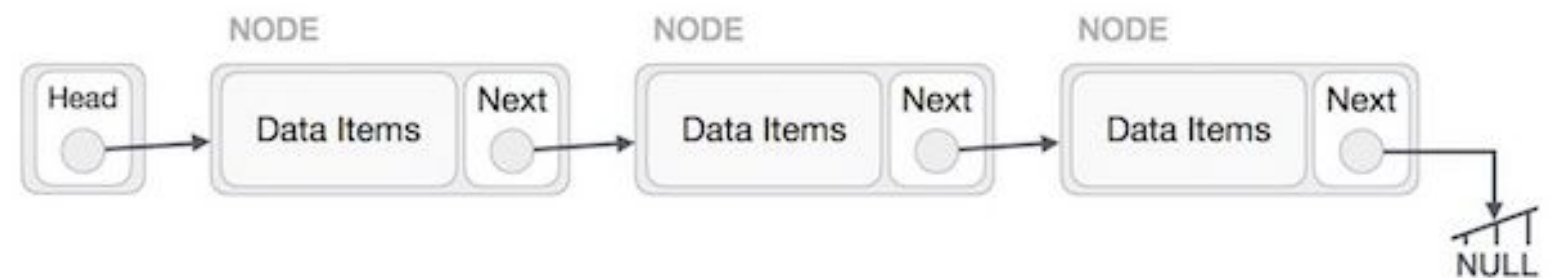 NODE NODE NODE
Head Data Items Next Data Items Next Data Items Next
NULL